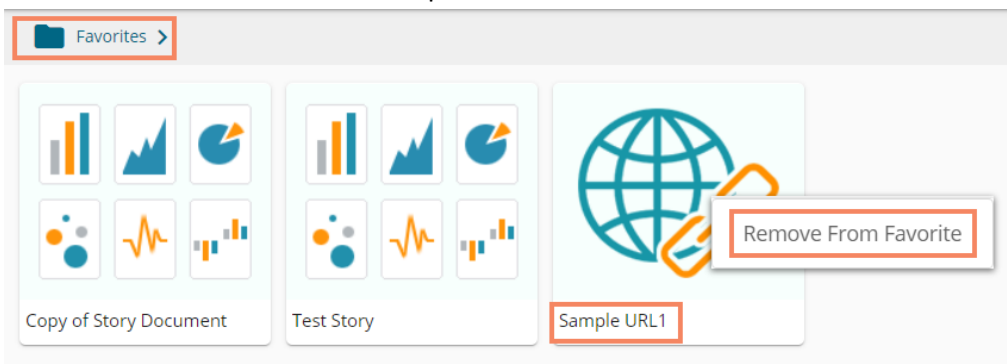 Favorites
Remove From Favorite
Copy of Story Document
Test Story
Sample URL1